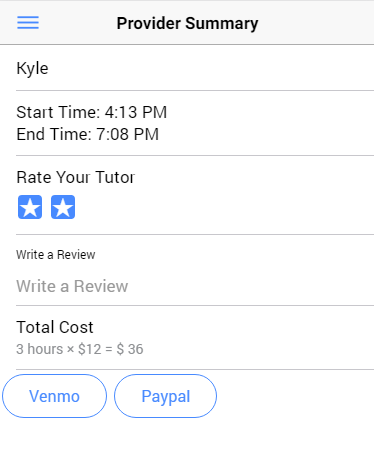 Provider Summary
Kyle
Start Time: 4:13 PM
End Time: 7:08 PM
Rate Your Tutor
Write a Review
Write a Review
Total Cost
3 hours × $12 = $ 36
Venmo Paypal